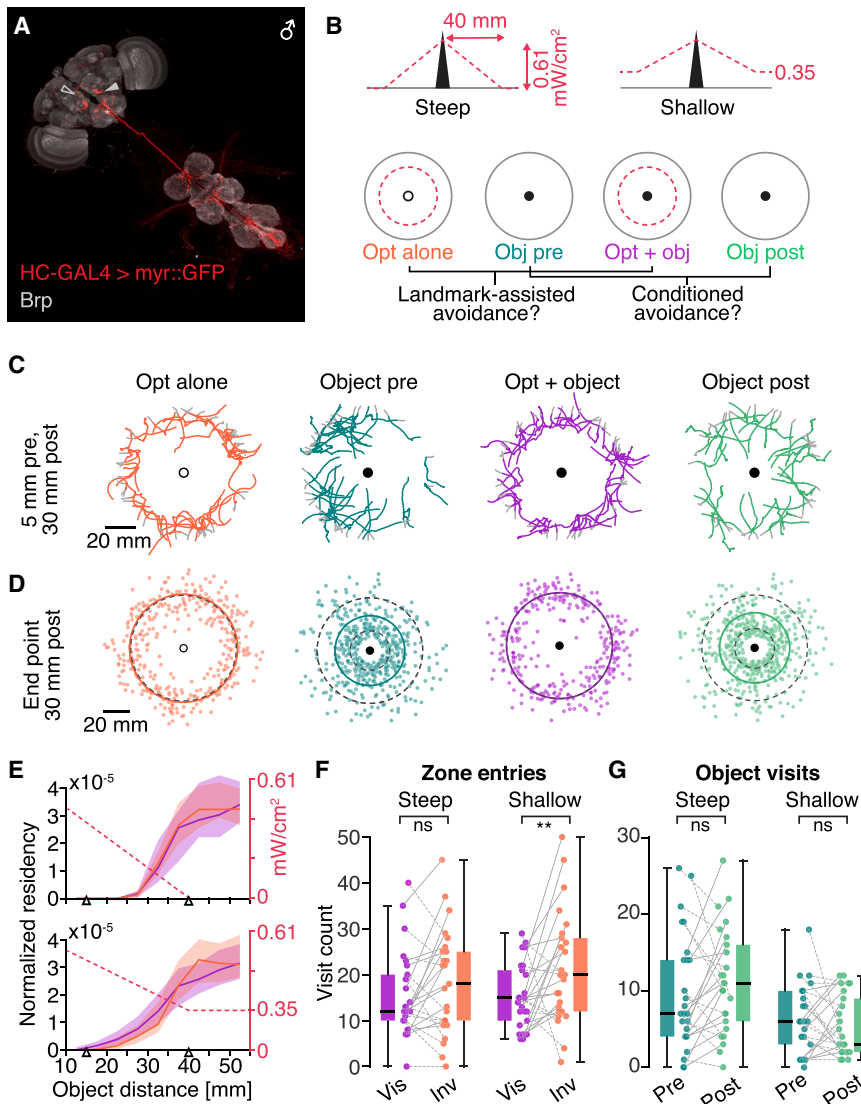 A
♂
HC-GAL4 > myr::GFP
Brp
*
B
40 mm
0.61
mW/cm²
0.35
Steep
Shallow
Opt alone
Obj pre
Opt + obj
Obj post
Landmark-assisted
avoidance?
Conditioned
avoidance?
C
Opt alone
Object pre
Opt + object
Object post
5 mm pre,
30 mm post
20 mm
D
End point
30 mm post
20 mm
E
x10⁻⁵
4
3
2
1
0
0.61
mW/cm²
0
x10⁻⁵
4
3
2
1
0
0.61
0.35
0
Normalized residency
10 20 30 40 50
Object distance [mm]
F
Zone entries
Steep
Shallow
ns
**
50
40
30
20
10
0
Visit count
Vis
Inv
Vis
Inv
G
Object visits
Steep
Shallow
ns
ns
30
20
10
0
Pre
Post
Pre
Post